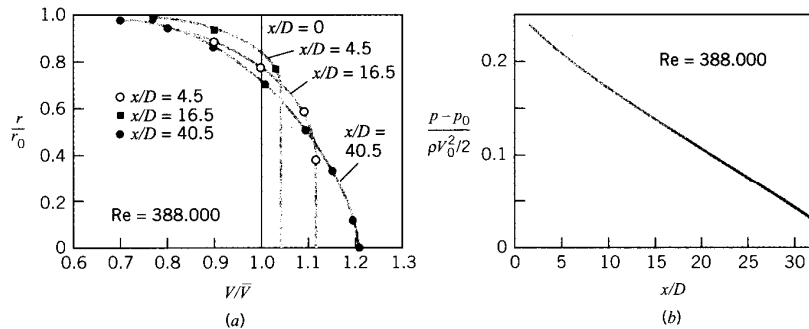 1.0
0.8
0.6
0.4
0.2
0
r
r₀
x/D = 0
x/D = 4.5
x/D = 16.5
x/D =
40.5
x/D = 4.5
x/D = 16.5
x/D = 40.5
Re = 388.000
0.6 0.7 0.8 0.9 1.0 1.1 1.2 1.3
V/V̅
(a)
0.2
0.1
0
p – p₀
ρV₀²/2
Re = 388.000
0 5 10 15 20 25 30
x/D
(b)